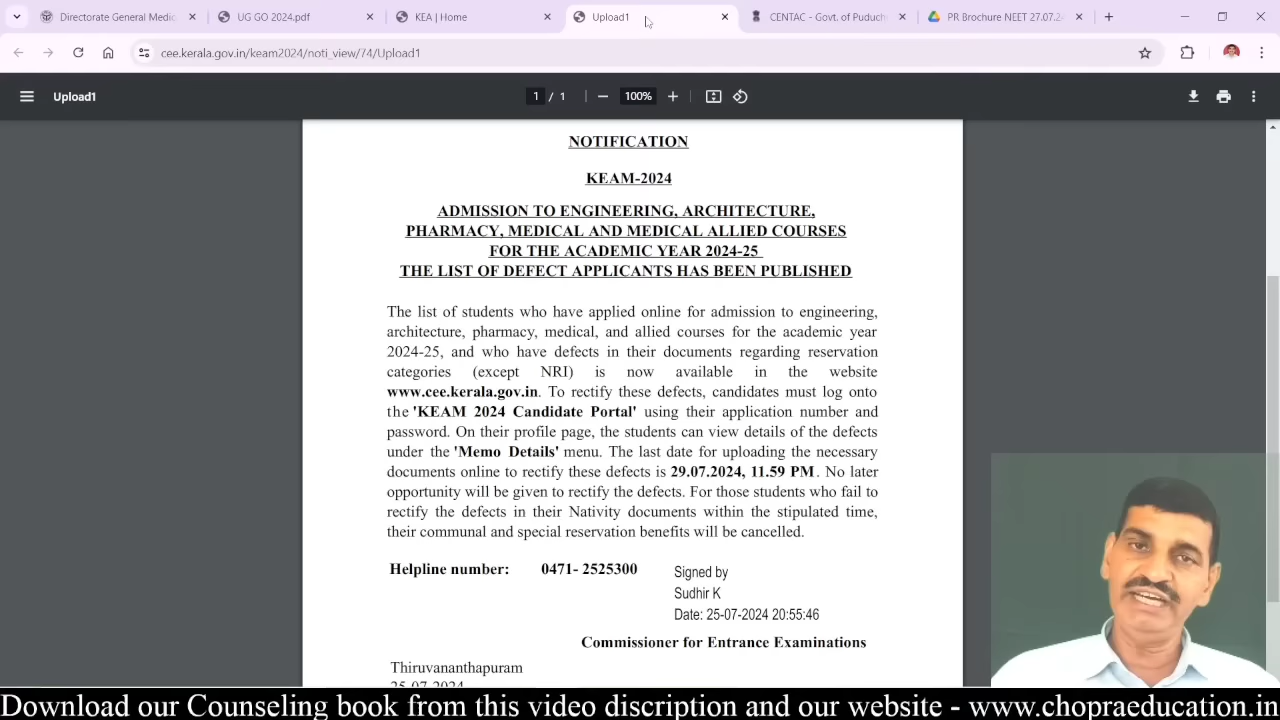 Directorate General Medic
UG GO 2024.pdf
KEA | Home
Upload1
CENTAC - Govt. of Puduch
PR Brochure NEET 27.07.24
cee.kerala.gov.in/keam2024/noti_view/74/Upload1
Upload1
1 / 1
100%
NOTIFICATION
KEAM-2024
ADMISSION TO ENGINEERING, ARCHITECTURE,
PHARMACY, MEDICAL AND MEDICAL ALLIED COURSES
FOR THE ACADEMIC YEAR 2024-25
THE LIST OF DEFECT APPLICANTS HAS BEEN PUBLISHED
The list of students who have applied online for admission to engineering,
architecture, pharmacy, medical, and allied courses for the academic year
2024-25, and who have defects in their documents regarding reservation
categories (except NRI) is now available in the website
www.cee.kerala.gov.in. To rectify these defects, candidates must log onto
the 'KEAM 2024 Candidate Portal' using their application number and
password. On their profile page, the students can view details of the defects
under the 'Memo Details' menu. The last date for uploading the necessary
documents online to rectify these defects is 29.07.2024, 11.59 PM. No later
opportunity will be given to rectify the defects. For those students who fail to
rectify the defects in their Nativity documents within the stipulated time,
their communal and special reservation benefits will be cancelled.
Helpline number: 0471- 2525300
Signed by
Sudhir K
Date: 25-07-2024 20:55:46
Commissioner for Entrance Examinations
Thiruvananthapuram
25-07-2024
Download our Counseling book from this video discription and our website - www.chopraeducation.in